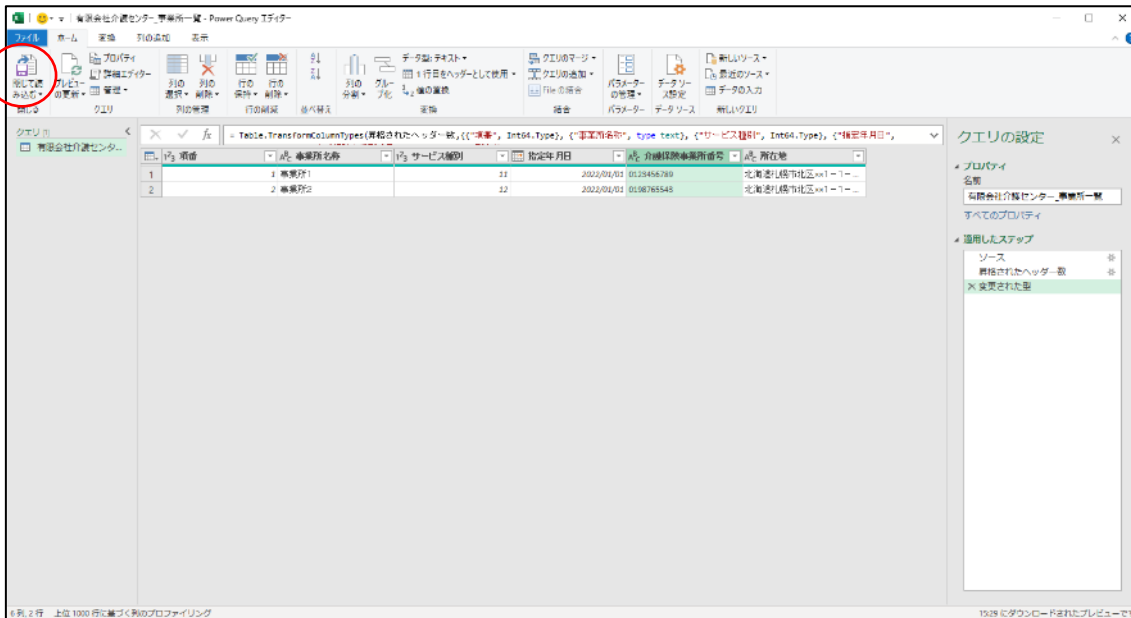 有限会社介護センター_事業所一覧 - Power Query エディター
ファイル ホーム 変換 列の追加 表示
閉じて読み込む
プレビューの更新
プロパティ
詳細エディター
管理
列の選択 列の削除
行の保持 行の削除
列の分割 グループ化
データ型: テキスト
1 行目をヘッダーとして使用
値の置換
クエリのマージ
クエリの追加
File の結合
パラメーターの管理
データ ソース設定
新しいソース
最近のソース
データの入力
閉じる クエリ 列の管理 行の削減 並べ替え 変換 結合 パラメーター データ ソース 新しいクエリ
クエリ [1]
有限会社介護センタ...
= Table.TransformColumnTypes(昇格されたヘッダー数,{{"項番", Int64.Type}, {"事業所名称", type text}, {"サービス種別", Int64.Type}, {"指定年月日",
項番 事業所名称 サービス種別 指定年月日 介護保険事業所番号 所在地
1 1 事業所1 11 2022/01/01 0123456789 北海道札幌市北区xx1－1－...
2 2 事業所2 12 2022/01/01 0198765543 北海道札幌市北区xx1－1－...
クエリの設定
プロパティ
名前
有限会社介護センター_事業所一覧
すべてのプロパティ
適用したステップ
ソース
昇格されたヘッダー数
変更された型
6 列、2 行 上位 1000 行に基づく列のプロファイリング
15:29 にダウンロードされたプレビューで